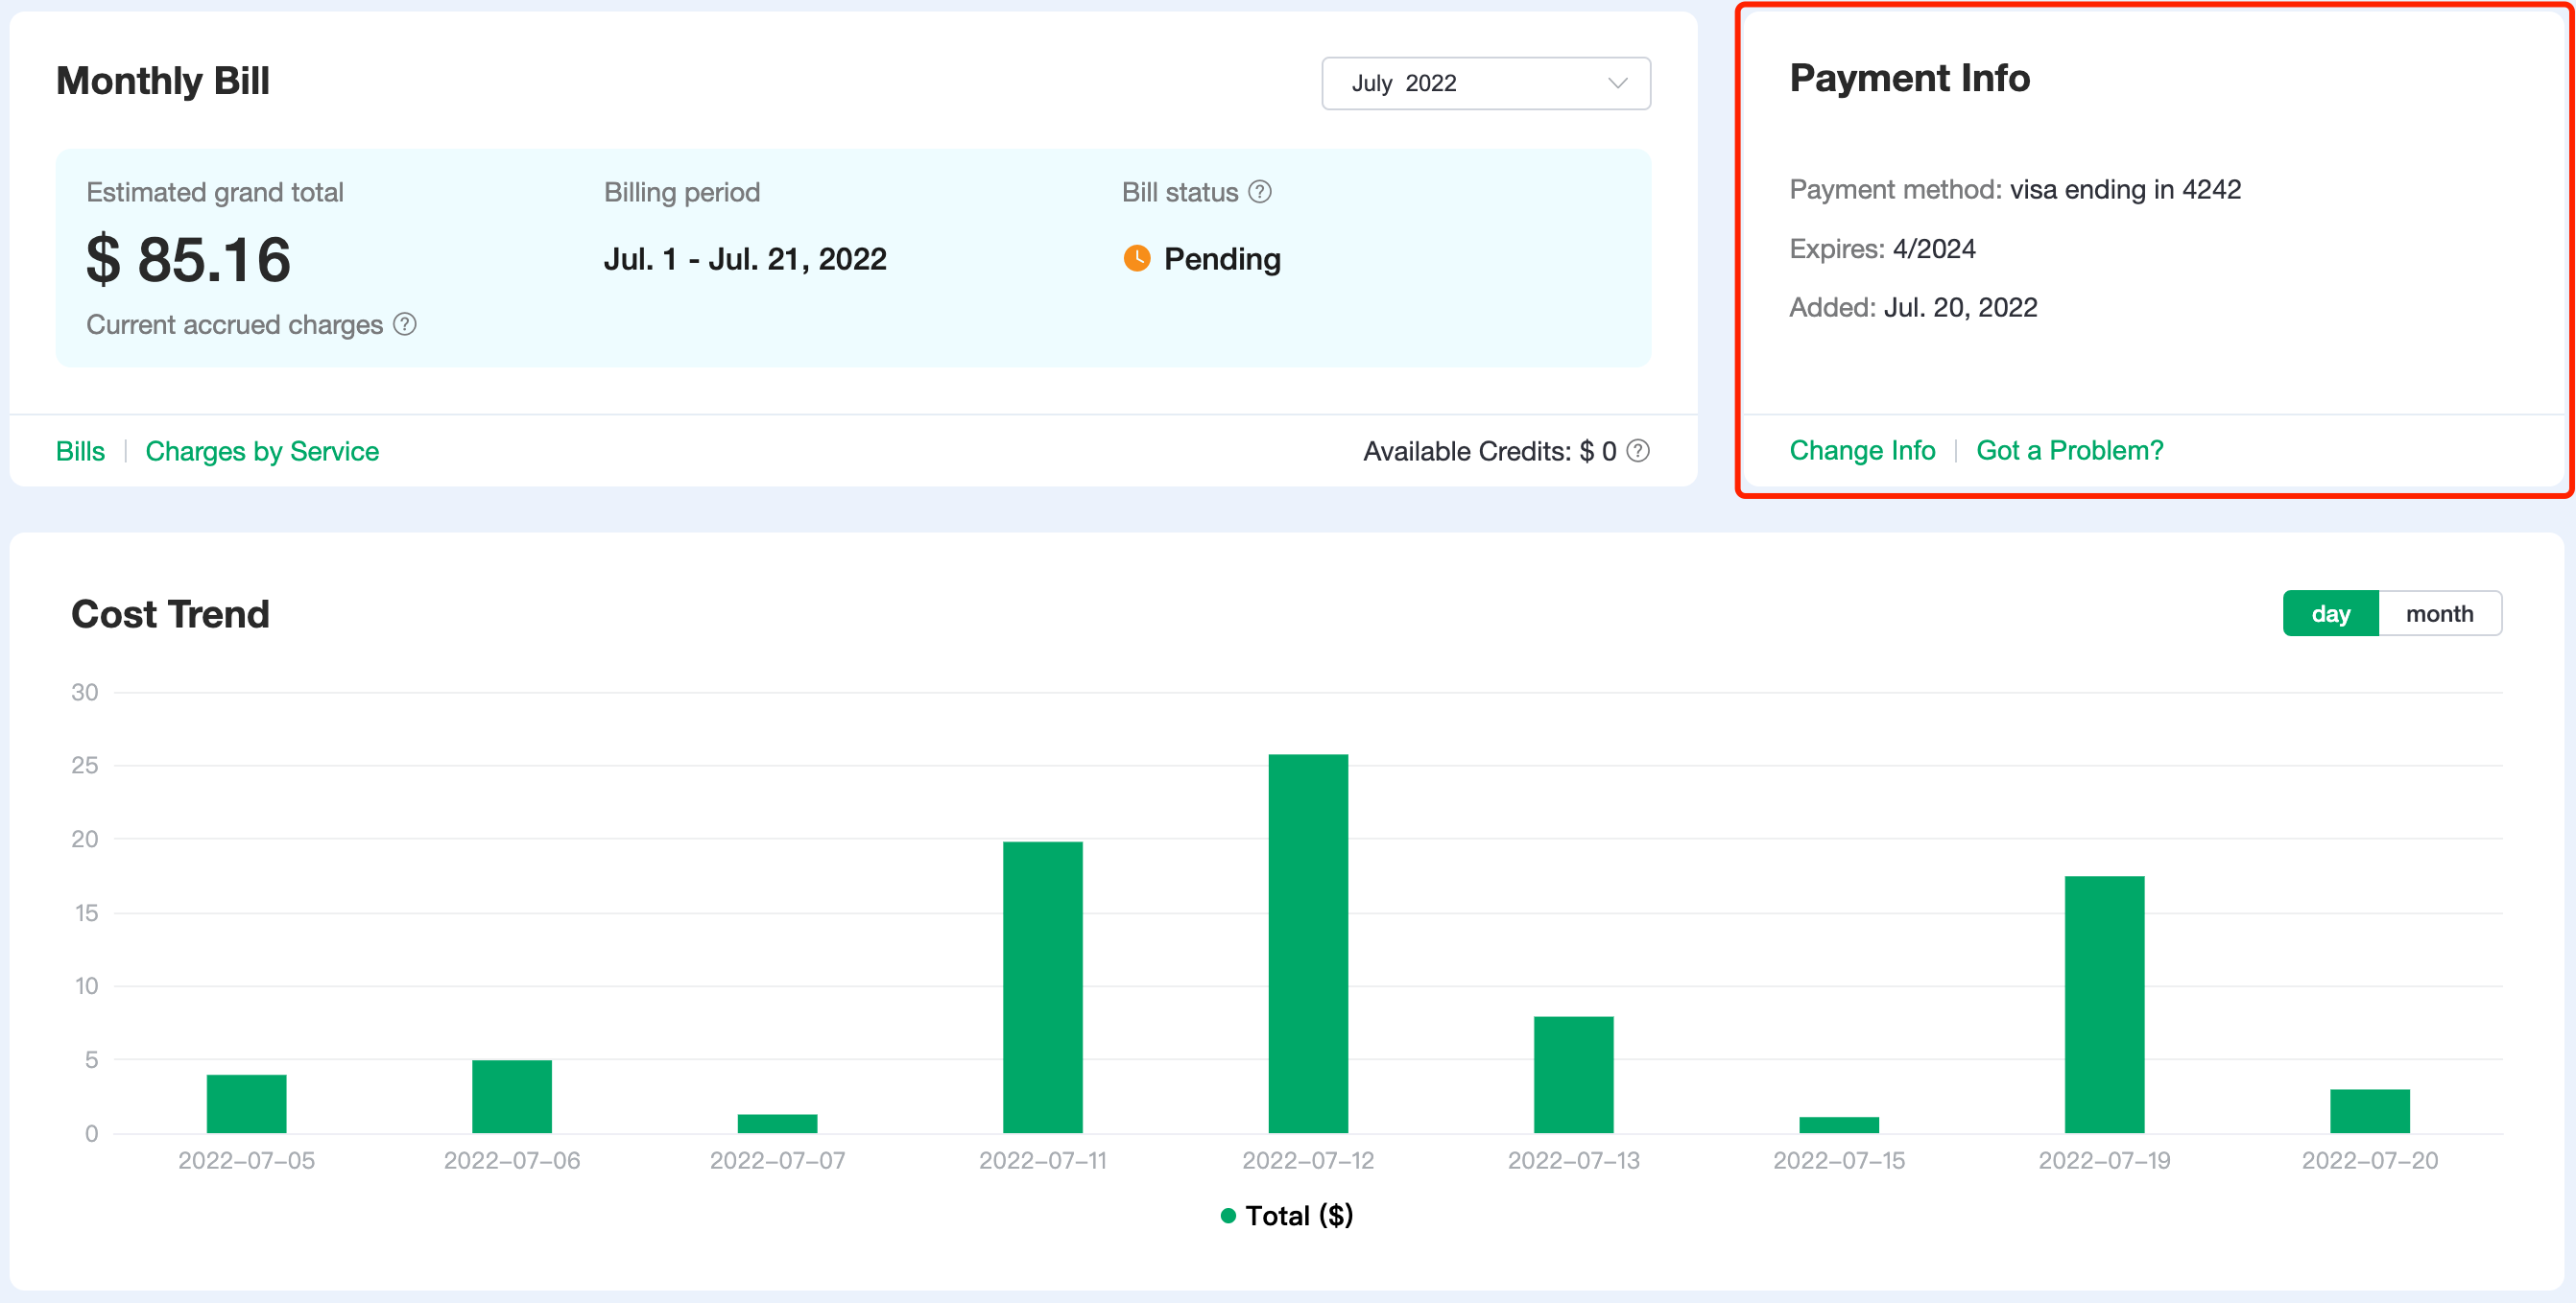 Monthly Bill
July 2022
Estimated grand total
$ 85.16
Current accrued charges ?
Billing period
Jul. 1 - Jul. 21, 2022
Bill status ?
Pending
Bills | Charges by Service
Available Credits: $ 0 ?
Payment Info
Payment method: visa ending in 4242
Expires: 4/2024
Added: Jul. 20, 2022
Change Info | Got a Problem?
Cost Trend
day month
30
25
20
15
10
5
0
2022-07-05 2022-07-06 2022-07-07 2022-07-11 2022-07-12 2022-07-13 2022-07-15 2022-07-19 2022-07-20
Total ($)